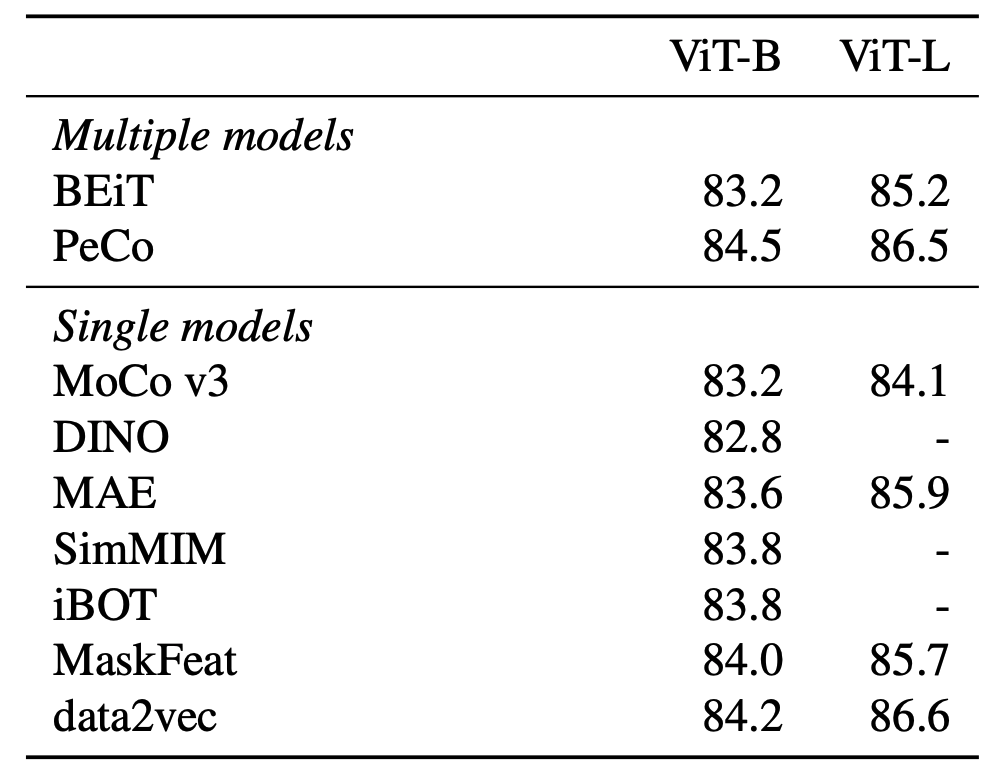 ViT-B ViT-L
Multiple models
BEiT 83.2 85.2
PeCo 84.5 86.5
Single models
MoCo v3 83.2 84.1
DINO 82.8 -
MAE 83.6 85.9
SimMIM 83.8 -
iBOT 83.8 -
MaskFeat 84.0 85.7
data2vec 84.2 86.6